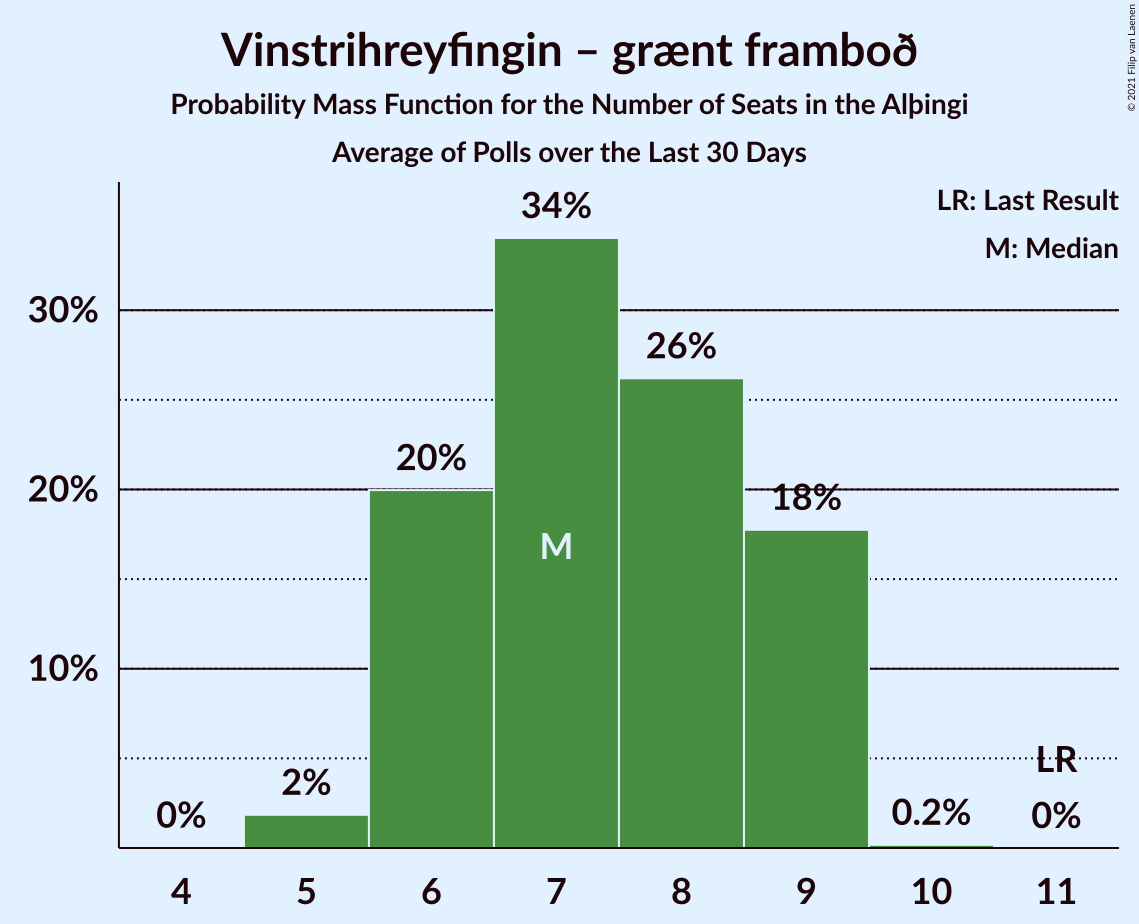 Vinstrihreyfingin – grænt framboð
Probability Mass Function for the Number of Seats in the Alþingi
Average of Polls over the Last 30 Days
© 2021 Filip van Laenen
LR: Last Result
M: Median
34%
30%
26%
20%
20%
18%
M
10%
LR
2%
0%
0.2%
0%
4 5 6 7 8 9 10 11